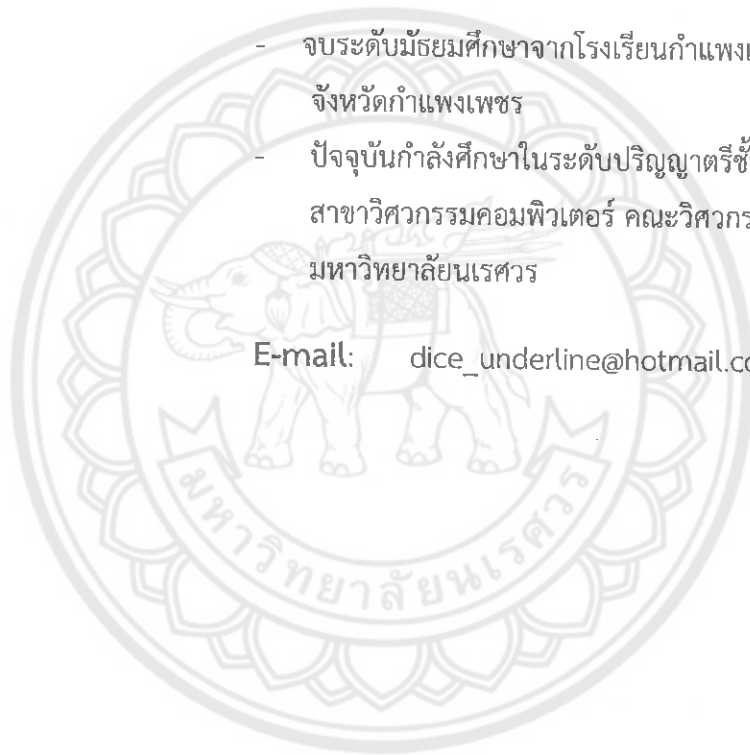 - จบระดับมัธยมศึกษาจากโรงเรียนกำแพง
จังหวัดกำแพงเพชร
- ปัจจุบันกำลังศึกษาในระดับปริญญาตรีชั้
สาขาวิศวกรรมคอมพิวเตอร์ คณะวิศวกร
มหาวิทยาลัยนเรศวร
E-mail: dice_underline@hotmail.co
มหาวิทยาลัยนเรศวร